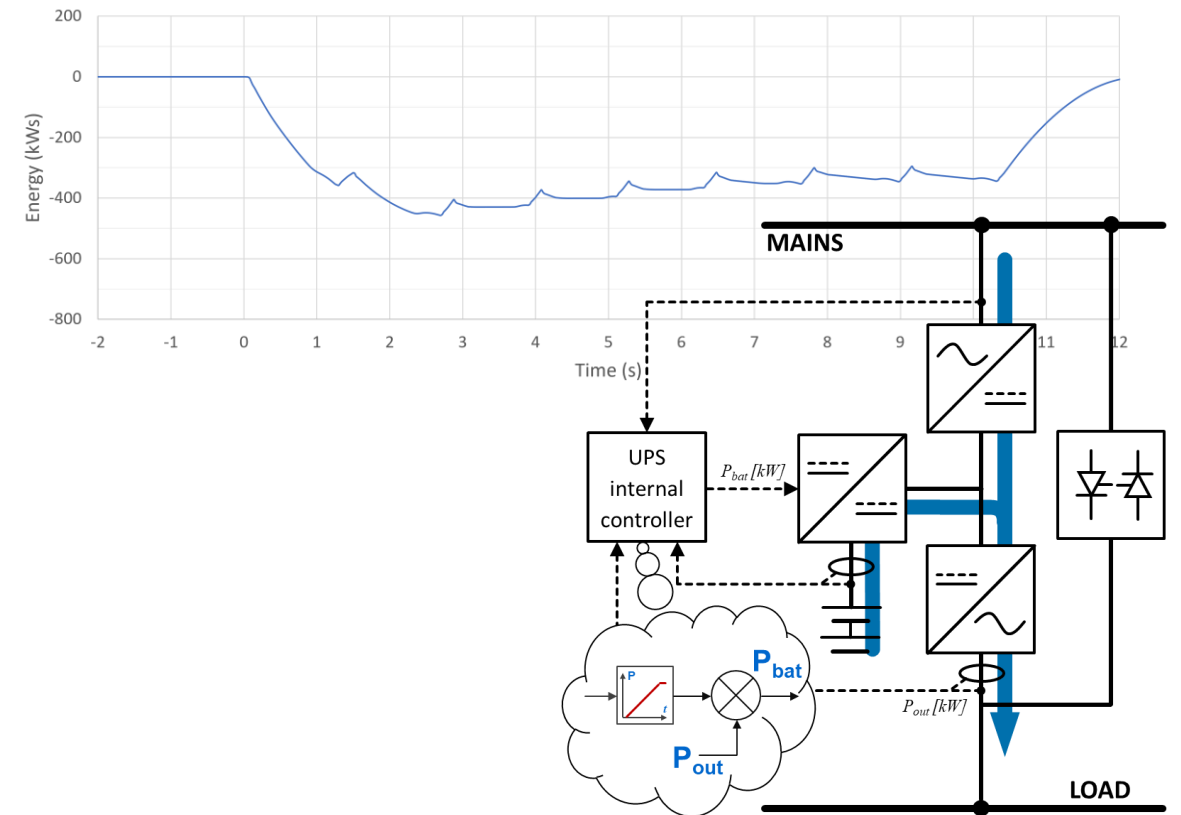 200
0
-200
-400
-600
-800
Energy (kWs)
-2 -1 0 1 2 3 4 5 6 7 8 9 11 12
Time (s)
MAINS
UPS
internal
controller
Pbat [kW]
P
t
Pbat
Pout
Pout [kW]
LOAD